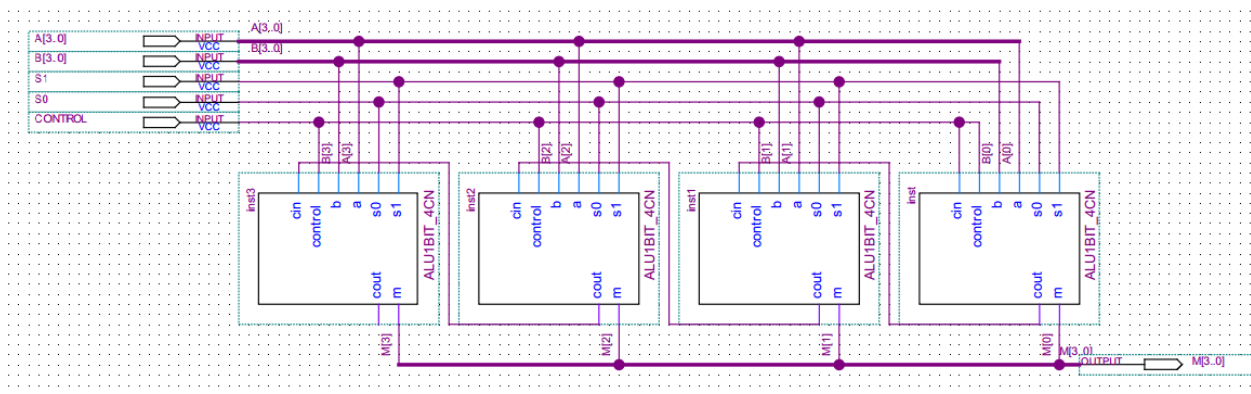 A[3..0]
B[3..0]
A[3..0] INPUT VCC
B[3..0] INPUT VCC
S1 INPUT VCC
S0 INPUT VCC
CONTROL INPUT VCC
B[3] A[3] B[2] A[2] B[1] A[1] B[0] A[0]
inst3
cin control b a s0 s1
cout m
ALU1BIT_4CN
inst2
cin control b a s0 s1
cout m
ALU1BIT_4CN
inst1
cin control b a s0 s1
cout m
ALU1BIT_4CN
inst
cin control b a s0 s1
cout m
ALU1BIT_4CN
M[3] M[2] M[1] M[0]
M[3..0]
OUTPUT M[3..0]